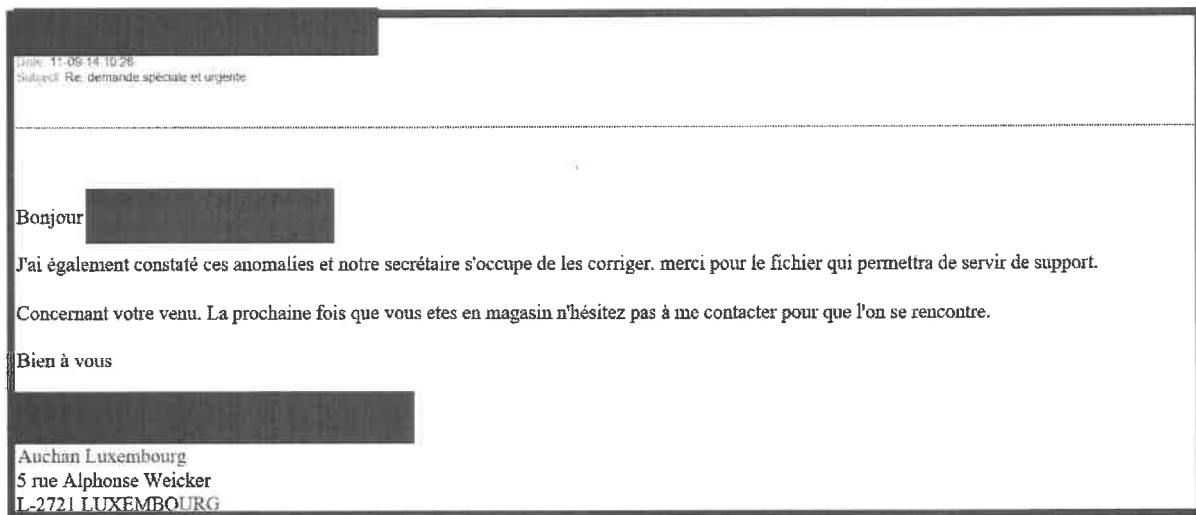 Date: 11-09-14 10:26
Subject: Re: demande spéciale et urgente
Bonjour
J'ai également constaté ces anomalies et notre secrétaire s'occupe de les corriger. merci pour le fichier qui permettra de servir de support.
Concernant votre venu. La prochaine fois que vous etes en magasin n'hésitez pas à me contacter pour que l'on se rencontre.
Bien à vous
Auchan Luxembourg
5 rue Alphonse Weicker
L-2721 LUXEMBOURG